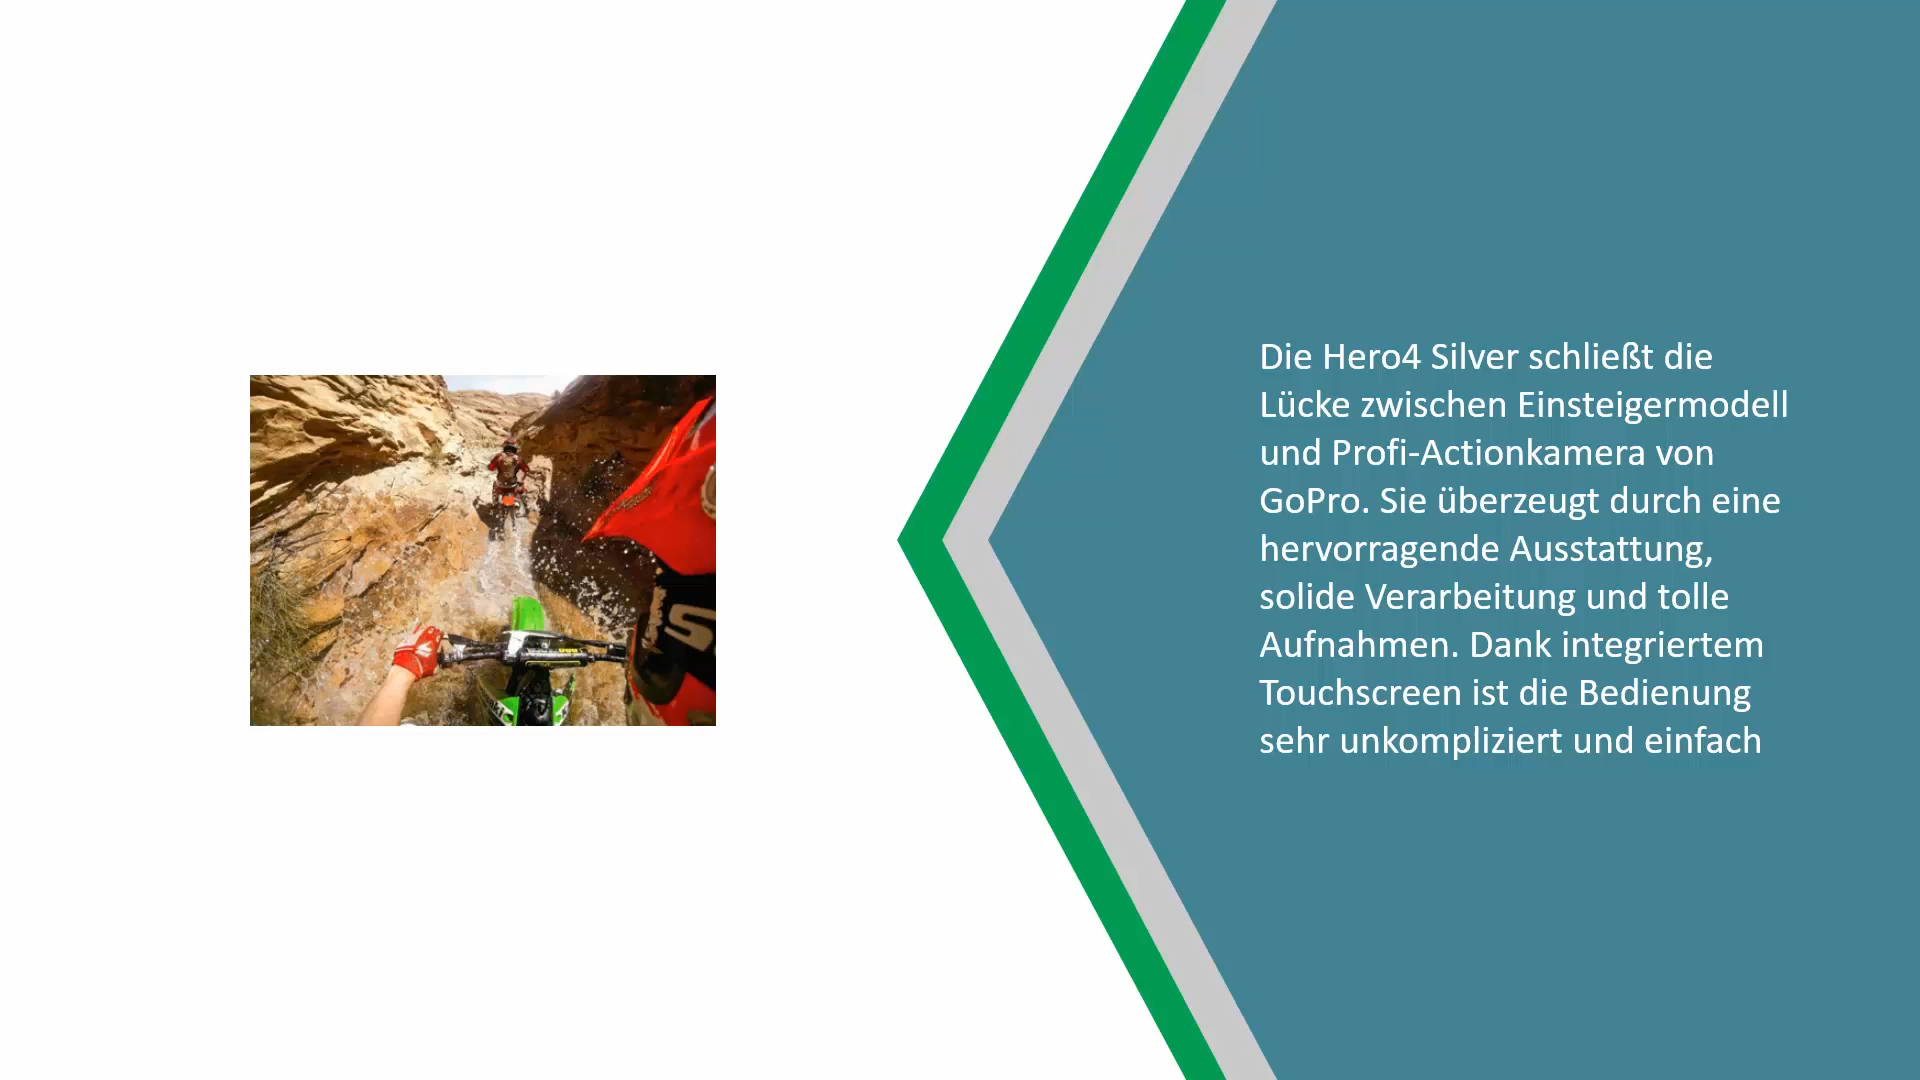 Die Hero4 Silver schließt die
Lücke zwischen Einsteigermodell
und Profi-Actionkamera von
GoPro. Sie überzeugt durch eine
hervorragende Ausstattung,
solide Verarbeitung und tolle
Aufnahmen. Dank integriertem
Touchscreen ist die Bedienung
sehr unkompliziert und einfach